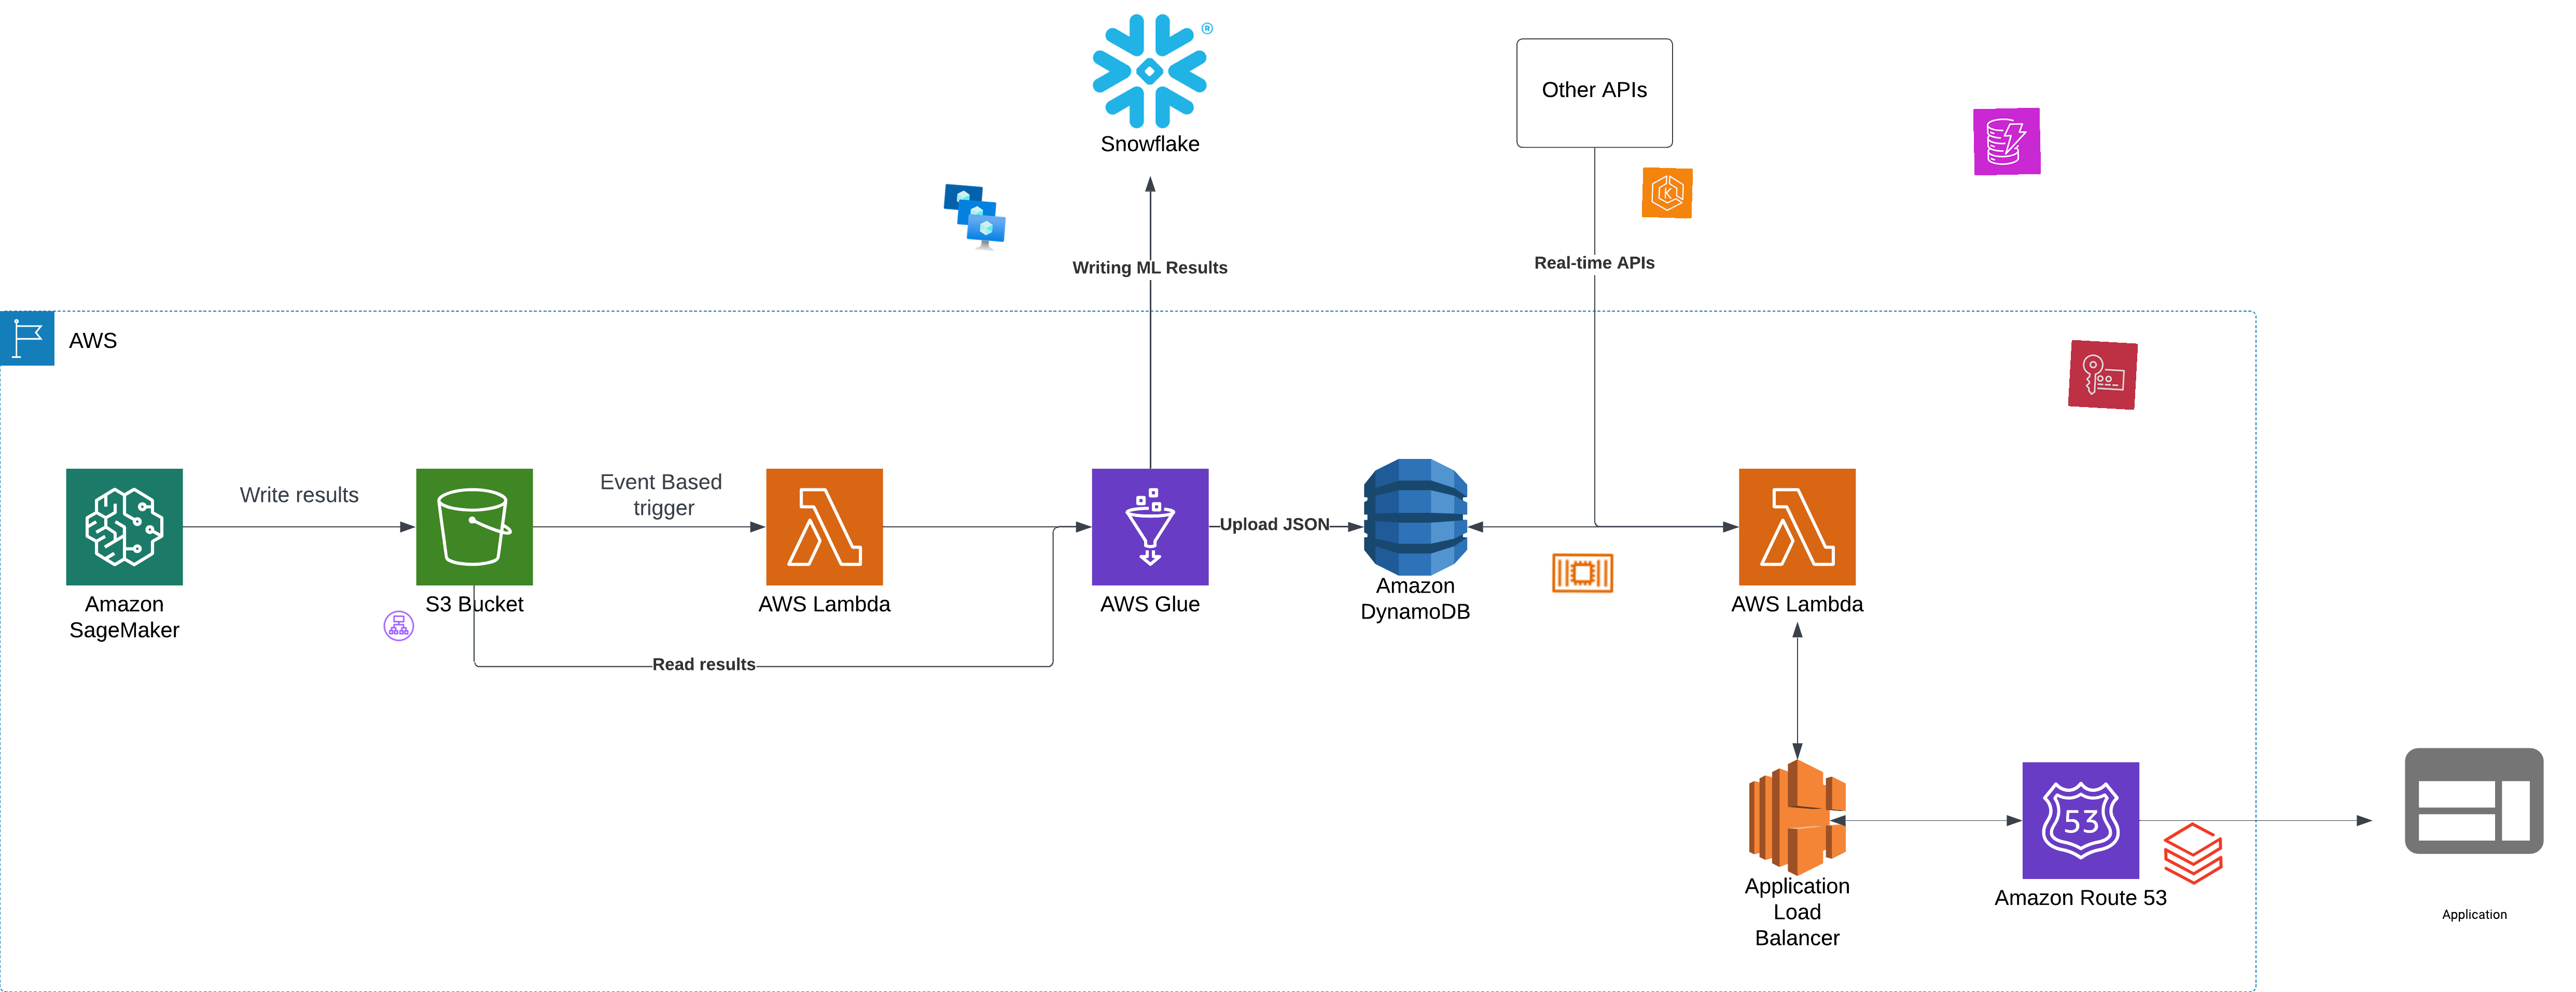 ®
Snowflake
Other APIs
Writing ML Results
Real-time APIs
AWS
Write results
Event Based
trigger
Upload JSON
Amazon
SageMaker
S3 Bucket
AWS Lambda
AWS Glue
Amazon
DynamoDB
AWS Lambda
Read results
K
53
Application
Load
Balancer
Amazon Route 53
Application